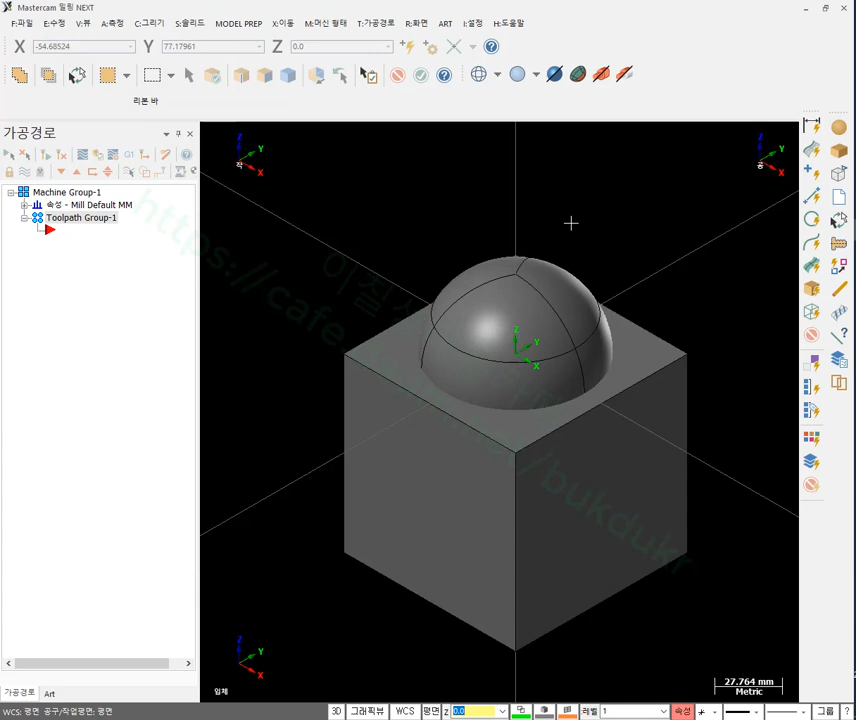 Mastercam 밀링 NEXT
F:파일 E:수정 V:뷰 A:측정 C:그리기 S:솔리드 MODEL PREP X:이동 M:머신 형태 T:가공경로 R:화면 ART I:설정 H:도움말
X -54.68524 Y 77.17961 Z 0.0
리본 바
가공경로
G1
Machine Group-1
속성 - Mill Default MM
Toolpath Group-1
Z Y X
Z Y X
Z Y X
Z Y X
입체
27.764 mm
Metric
가공경로 Art
WCS: 평면 공구/작업평면: 평면 3D 그래픽뷰 WCS 평면 Z 0.0 레벨 1 속성 그룹 ?